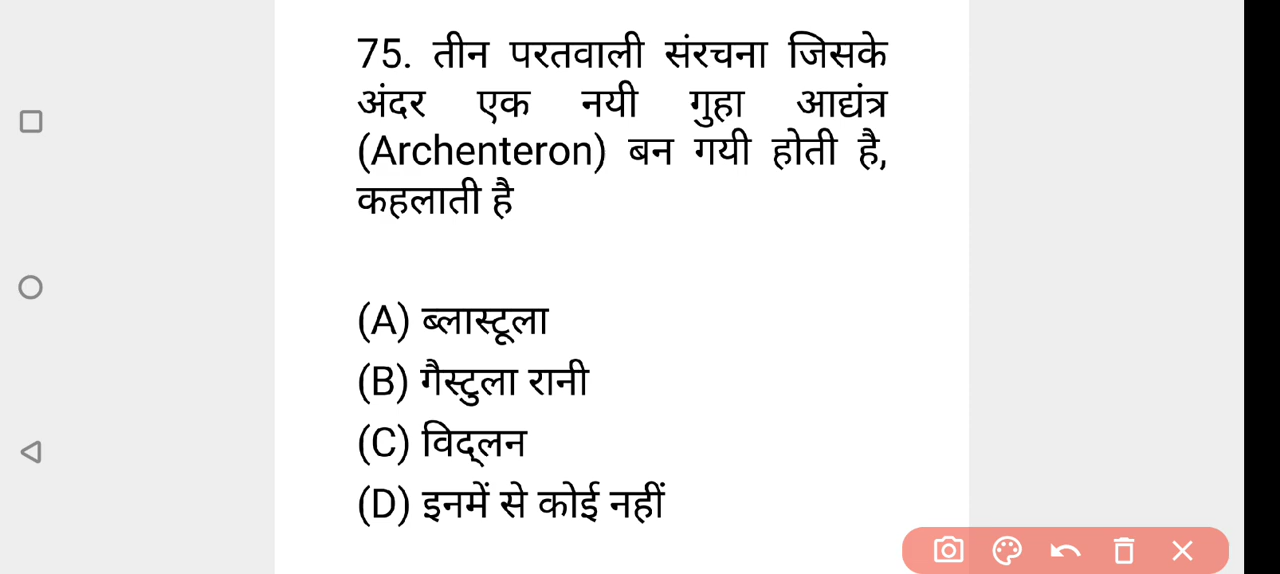 75. तीन परतवाली संरचना जिसके
अंदर एक नयी गुहा आद्यंत्र
(Archenteron) बन गयी होती है,
कहलाती है
(A) ब्लास्टूला
(B) गैस्टुला रानी
(C) विद्लन
(D) इनमें से कोई नहीं